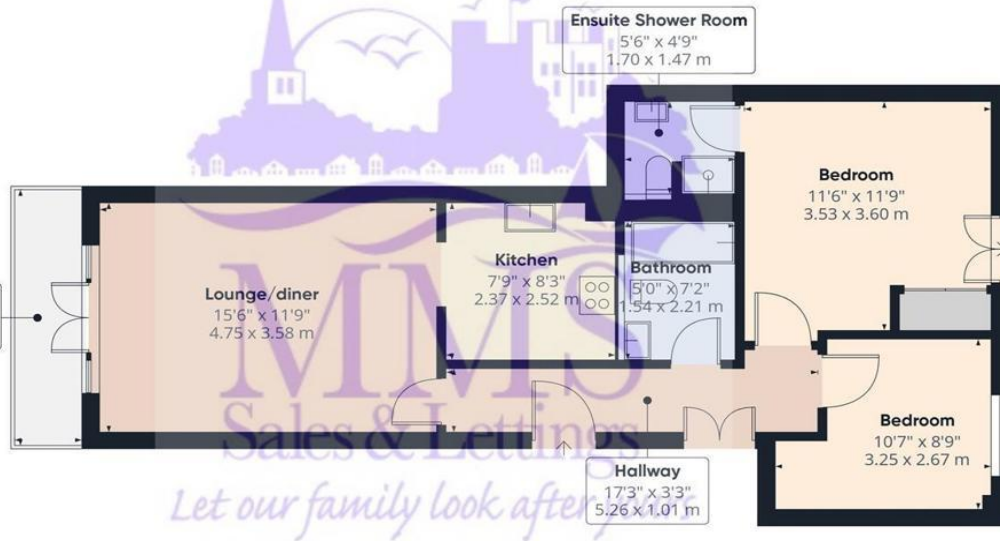 Ensuite Shower Room
5'6" x 4'9"
1.70 x 1.47 m
Bedroom
11'6" x 11'9"
3.53 x 3.60 m
Kitchen
7'9" x 8'3"
2.37 x 2.52 m
Bathroom
5'0" x 7'2"
1.54 x 2.21 m
Lounge/diner
15'6" x 11'9"
4.75 x 3.58 m
MMS
Sales & Lettings
Let our family look after yours
Bedroom
10'7" x 8'9"
3.25 x 2.67 m
Hallway
17'3" x 3'3"
5.26 x 1.01 m